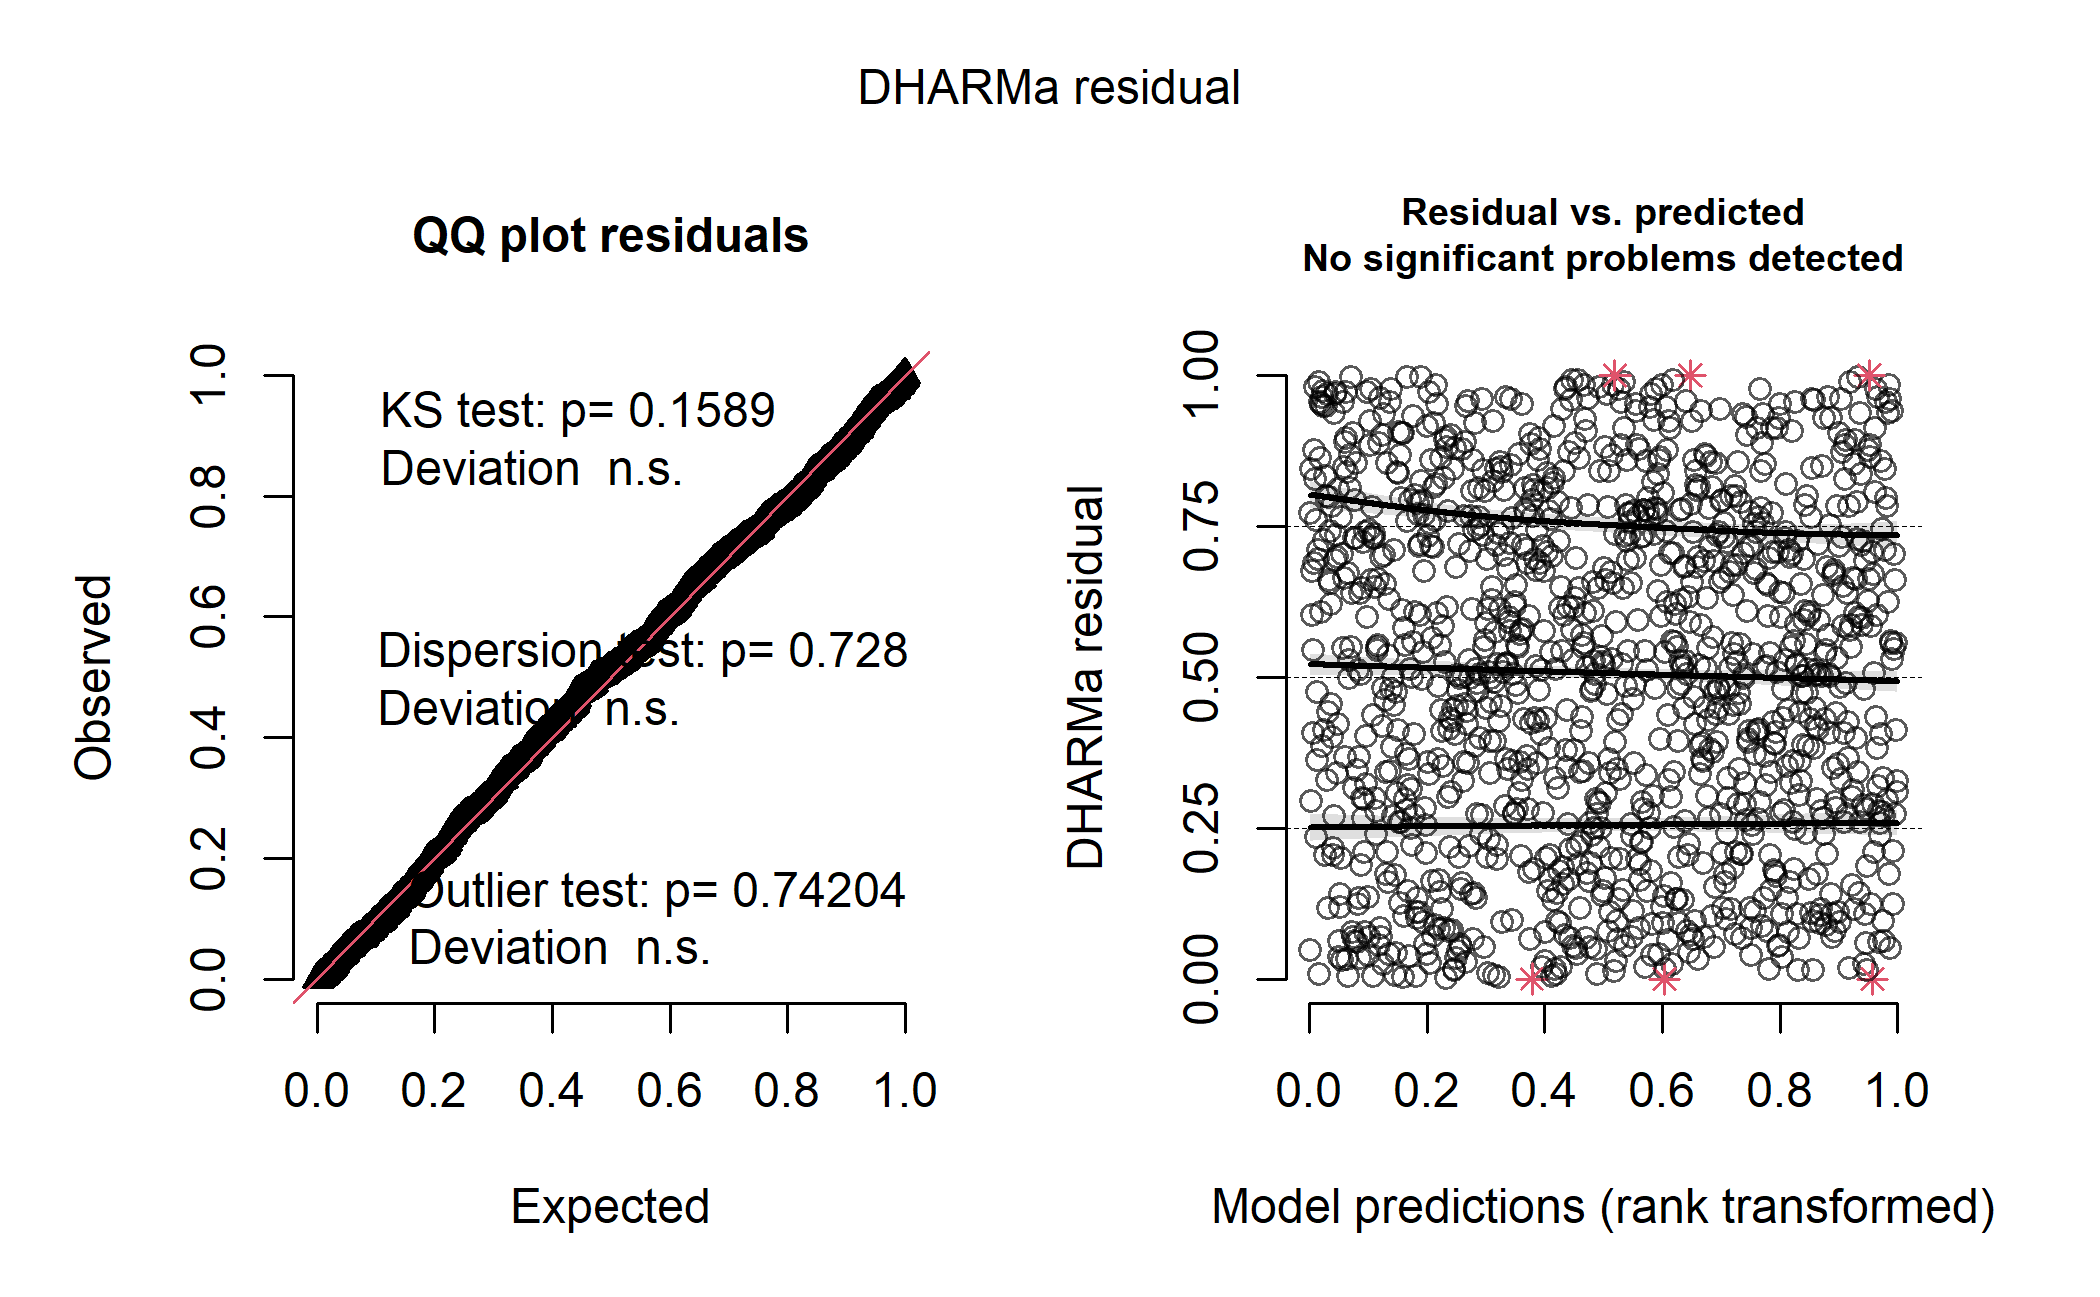 DHARMa residual
QQ plot residuals
KS test: p= 0.1589
Deviation  n.s.
Dispersion test: p= 0.728
Deviation  n.s.
Outlier test: p= 0.74204
Deviation  n.s.
Observed
0.0 0.2 0.4 0.6 0.8 1.0
0.0 0.2 0.4 0.6 0.8 1.0
Expected
Residual vs. predicted
No significant problems detected
DHARMa residual
0.00 0.25 0.50 0.75 1.00
0.0 0.2 0.4 0.6 0.8 1.0
Model predictions (rank transformed)